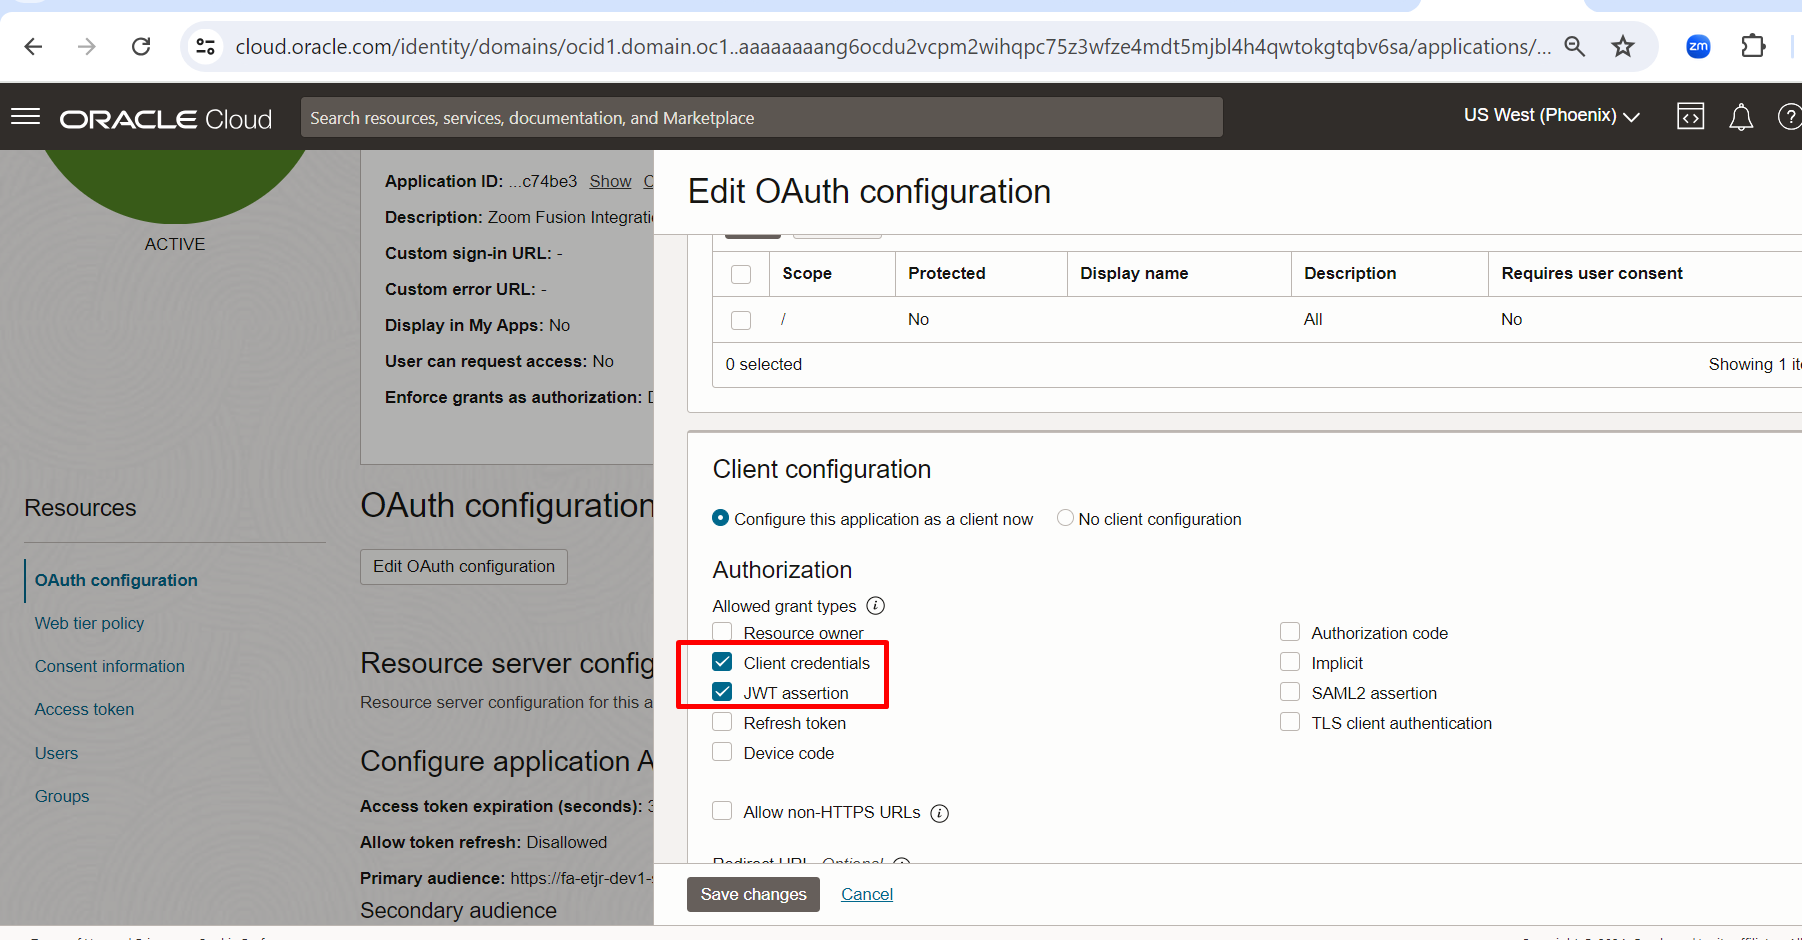 cloud.oracle.com/identity/domains/ocid1.domain.oc1..aaaaaaaang6ocdu2vcpm2wihqpc75z3wfze4mdt5mjbl4h4qwtokgtqbv6sa/applications/...
zm
ORACLE Cloud
Search resources, services, documentation, and Marketplace
US West (Phoenix)
ACTIVE
Application ID: ...c74be3 Show
Description: Zoom Fusion
Custom sign-in URL: -
Custom error URL: -
Display in My Apps: No
User can request access: No
Enforce grants as authorization:
Resources
OAuth configuration
Web tier policy
Consent information
Access token
Users
Groups
OAuth configuration
Edit OAuth configuration
Resource server
Resource server configuration for this
Configure application
Access token expiration (seconds):
Allow token refresh: Disallowed
Primary audience: https://fa-etjr-dev1-
Secondary audience
Edit OAuth configuration
Scope Protected Display name Description Requires user consent
/ No All No
0 selected
Showing 1
Client configuration
Configure this application as a client now No client configuration
Authorization
Allowed grant types
Resource owner
Client credentials
JWT assertion
Refresh token
Device code
Authorization code
Implicit
SAML2 assertion
TLS client authentication
Allow non-HTTPS URLs
Redirect URL Optional
Save changes Cancel